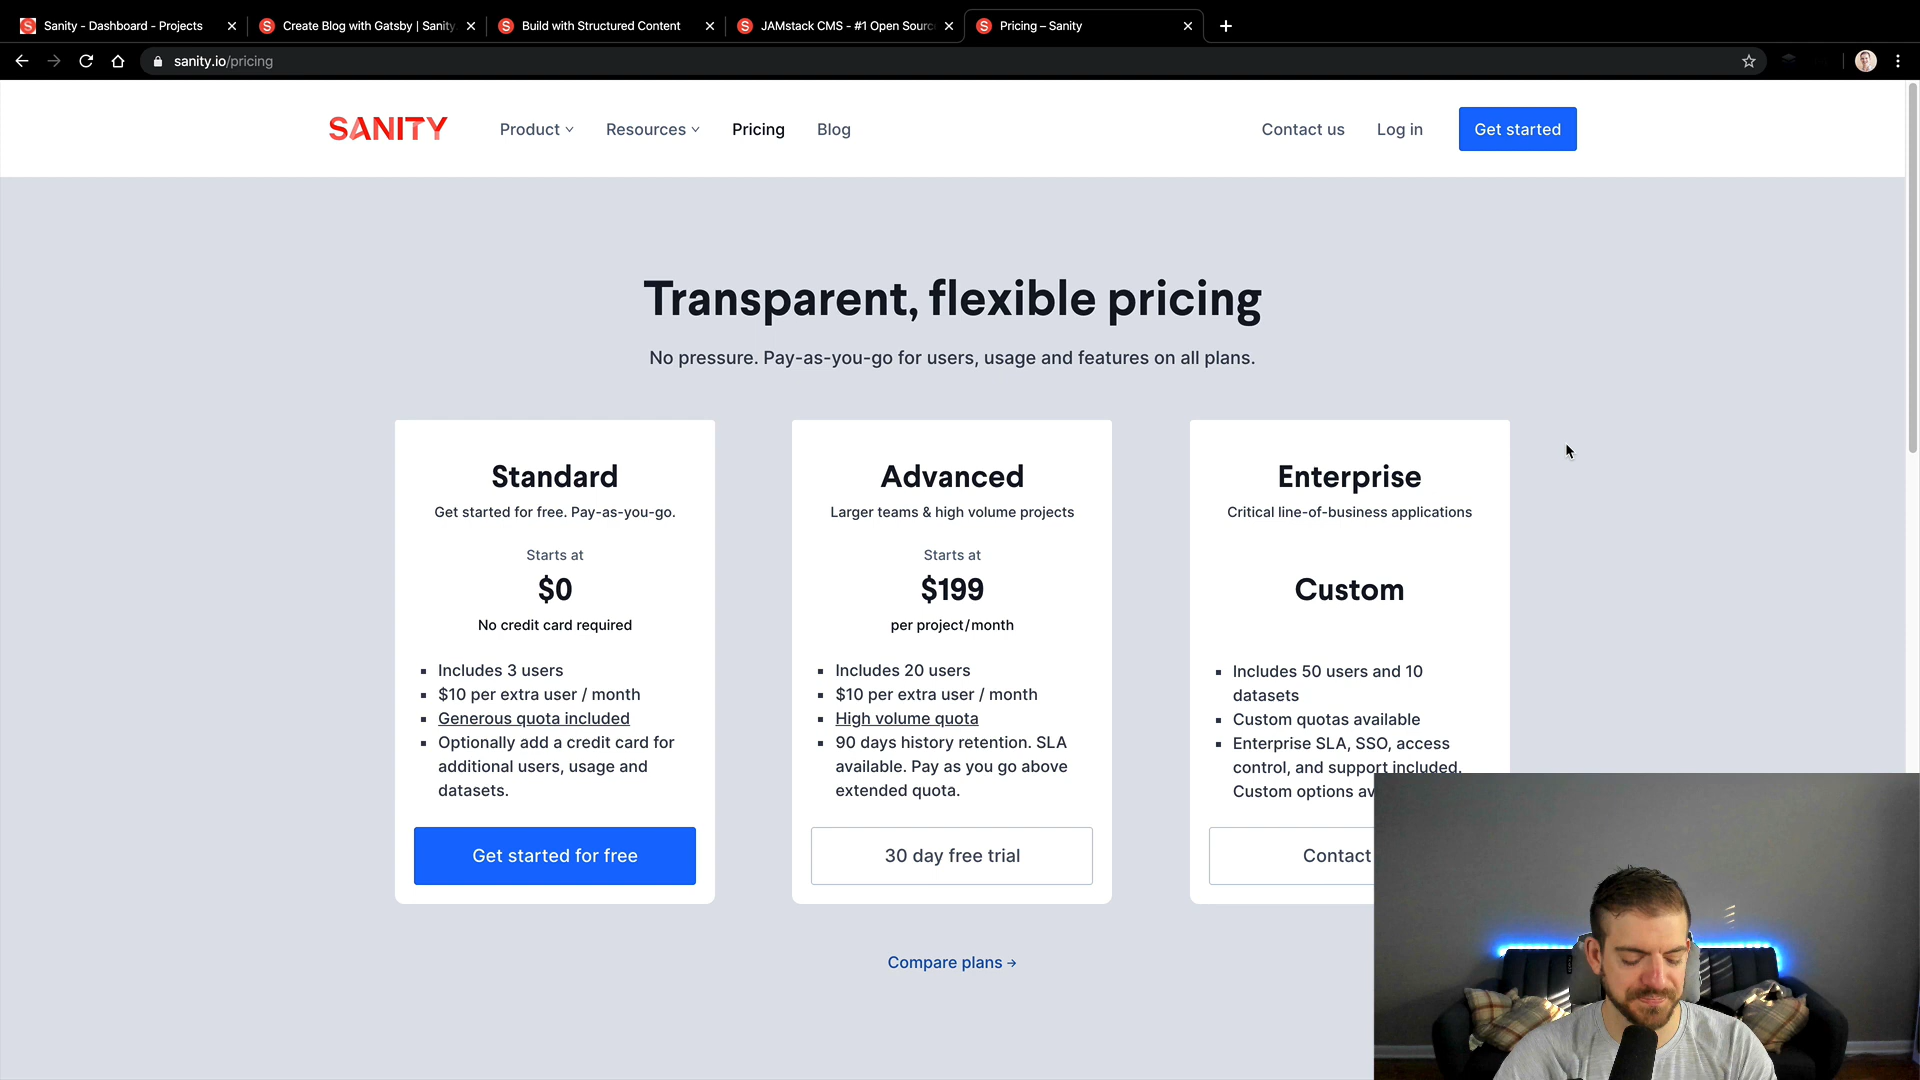 Sanity - Dashboard - Projects
Create Blog with Gatsby | Sanity
Build with Structured Content
JAMstack CMS - #1 Open Sourc
Pricing – Sanity
sanity.io/pricing
SANITY
Product
Resources
Pricing
Blog
Contact us
Log in
Get started
Transparent, flexible pricing
No pressure. Pay-as-you-go for users, usage and features on all plans.
Standard
Get started for free. Pay-as-you-go.
Starts at
$0
No credit card required
▪ Includes 3 users
▪ $10 per extra user / month
▪ Generous quota included
▪ Optionally add a credit card for
additional users, usage and
datasets.
Get started for free
Advanced
Larger teams & high volume projects
Starts at
$199
per project/month
▪ Includes 20 users
▪ $10 per extra user / month
▪ High volume quota
▪ 90 days history retention. SLA
available. Pay as you go above
extended quota.
30 day free trial
Enterprise
Critical line-of-business applications
Custom
▪ Includes 50 users and 10
datasets
▪ Custom quotas available
▪ Enterprise SLA, SSO, access
control, and support included.
Custom options av
Contact
Compare plans →